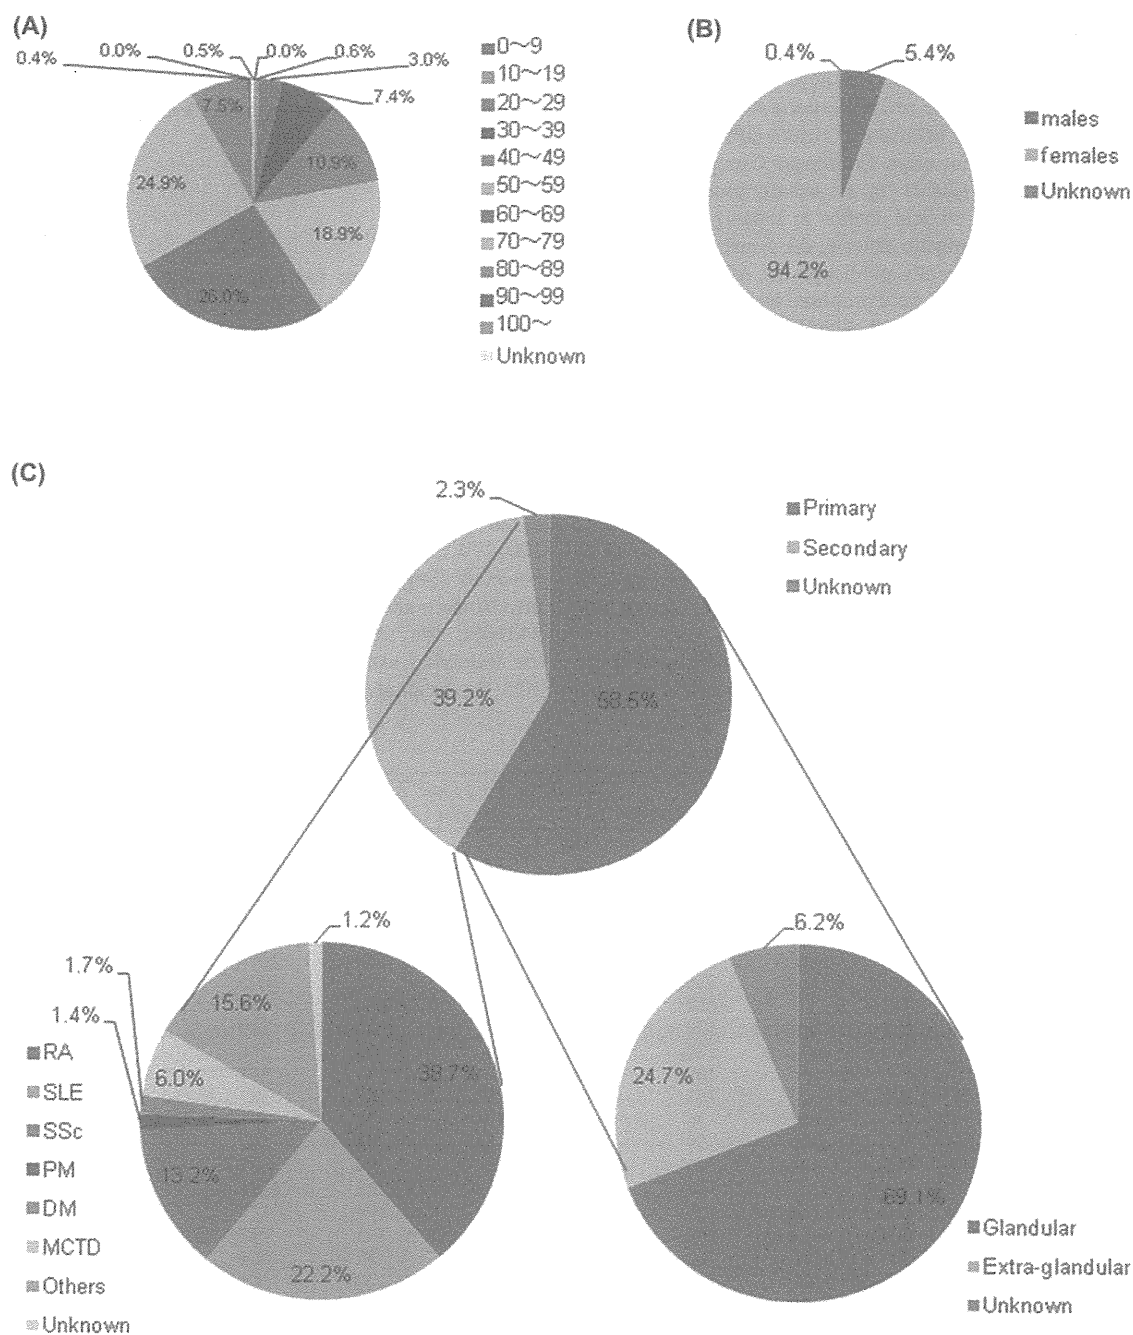 (A)
0.4% 0.0% 0.5% 0.0% 0.6% 3.0%
7.4%
7.5%
10.9%
24.9%
18.9%
26.0%
0～9
10～19
20～29
30～39
40～49
50～59
60～69
70～79
80～89
90～99
100～
Unknown
(B)
0.4% 5.4%
94.2%
males
females
Unknown
(C)
2.3%
39.2% 58.5%
Primary
Secondary
Unknown
1.2%
1.7%
1.4%
15.6%
6.0%
38.7%
13.2%
22.2%
RA
SLE
SSc
PM
DM
MCTD
Others
Unknown
6.2%
24.7%
69.1%
Glandular
Extra-glandular
Unknown